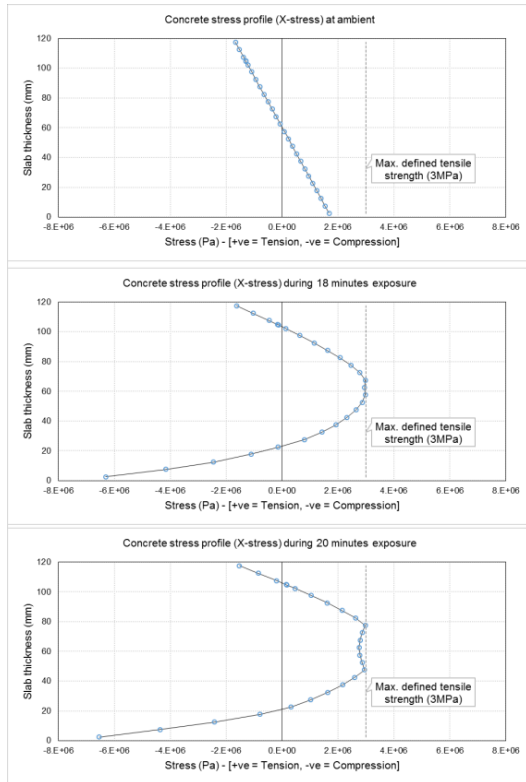 Concrete stress profile (X-stress) at ambient
120
100
80
60
40
20
0
Slab thickness (mm)
Max. defined tensile
strength (3MPa)
-8.E+06 -6.E+06 -4.E+06 -2.E+06 0.E+00 2.E+06 4.E+06 6.E+06 8.E+06
Stress (Pa) - [+ve = Tension, -ve = Compression]
Concrete stress profile (X-stress) during 18 minutes exposure
120
100
80
60
40
20
0
Slab thickness (mm)
Max. defined tensile
strength (3MPa)
-8.E+06 -6.E+06 -4.E+06 -2.E+06 0.E+00 2.E+06 4.E+06 6.E+06 8.E+06
Stress (Pa) - [+ve = Tension, -ve = Compression]
Concrete stress profile (X-stress) during 20 minutes exposure
120
100
80
60
40
20
0
Slab thickness (mm)
Max. defined tensile
strength (3MPa)
-8.E+06 -6.E+06 -4.E+06 -2.E+06 0.E+00 2.E+06 4.E+06 6.E+06 8.E+06
Stress (Pa) - [+ve = Tension, -ve = Compression]